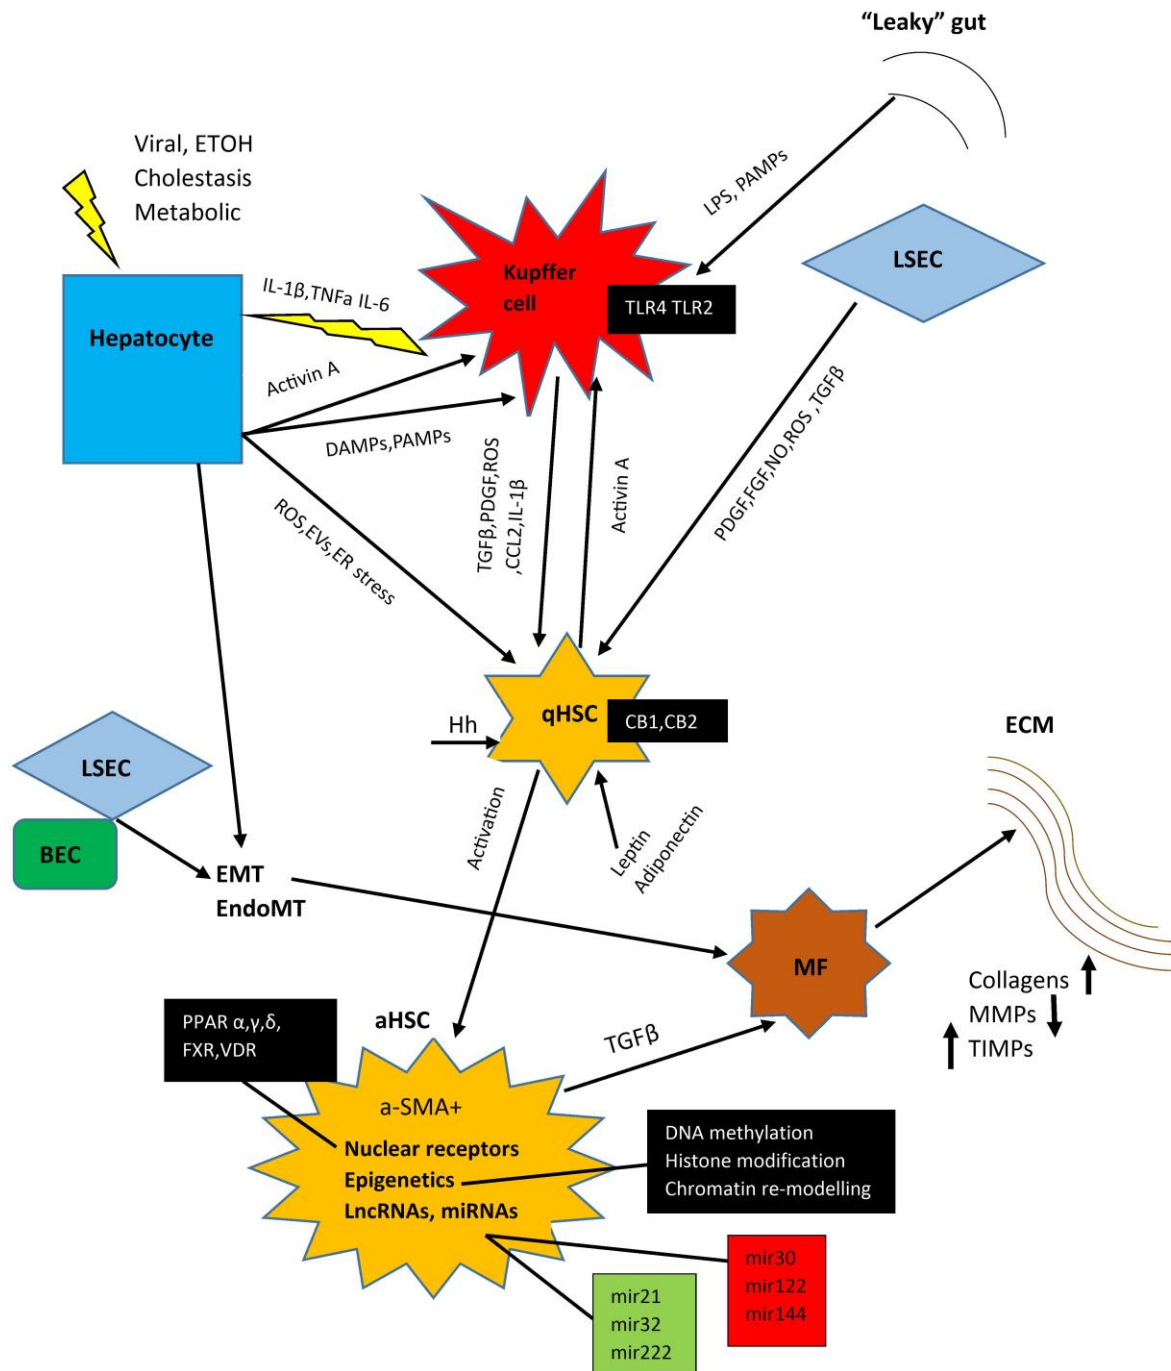 “Leaky” gut
Viral, ETOH
Cholestasis
Metabolic
LPS, PAMPs
Kupffer
cell
TLR4 TLR2
LSEC
IL-1β,TNFa IL-6
Hepatocyte
Activin A
DAMPs,PAMPs
ROS,EVs,ER stress
TGFβ,PDGF,ROS
,CCL2,IL-1β
Activin A
PDGF,FGF,NO,ROS ,TGFβ
qHSC
CB1,CB2
Hh
ECM
LSEC
BEC
Activation
Leptin
Adiponectin
EMT
EndoMT
MF
Collagens
MMPs
TIMPs
PPAR α,γ,δ,
FXR,VDR
aHSC
TGFβ
a-SMA+
Nuclear receptors
Epigenetics
LncRNAs, miRNAs
DNA methylation
Histone modification
Chromatin re-modelling
mir30
mir122
mir144
mir21
mir32
mir222